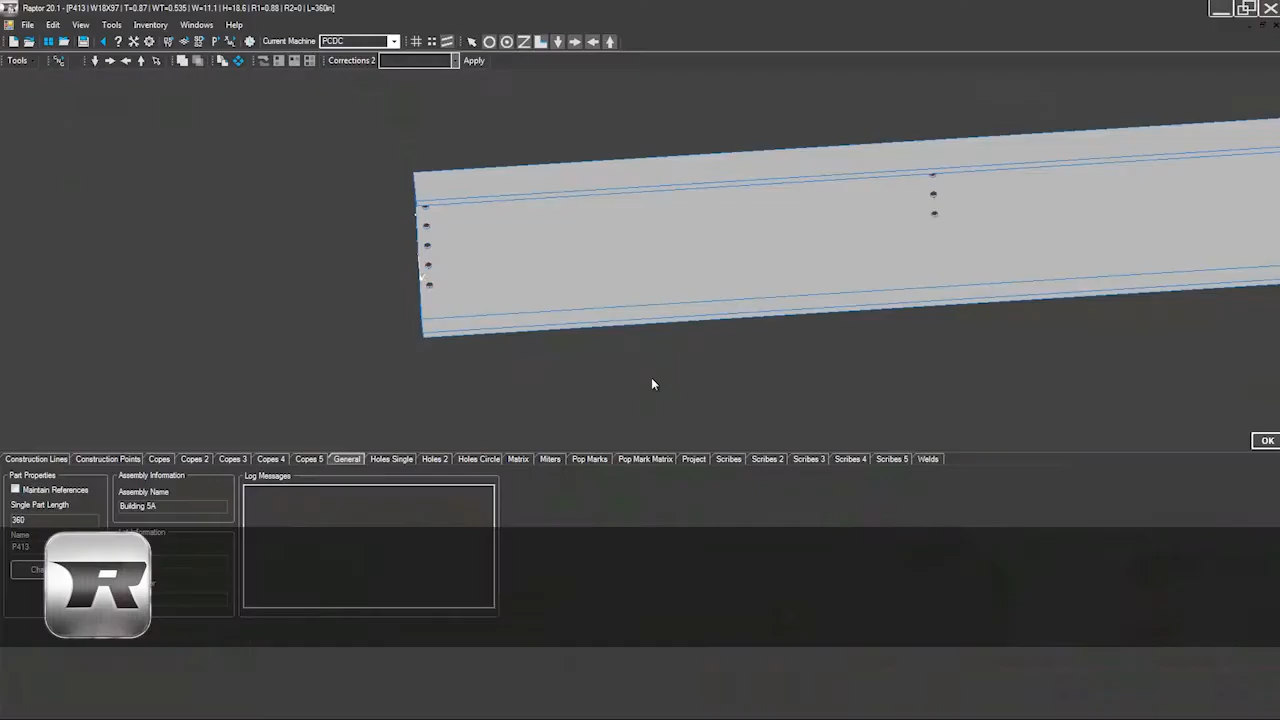 Raptor 20.1 - [P413 | W18X97 | T=0.87 | WT=0.535 | W=11.1 | H=18.6 | R1=0.88 | R2=0 | L=360in]
File Edit View Tools Inventory Windows Help
Current Machine PCDC
Tools Corrections 2 Apply
OK
Construction Lines Construction Points Copes Copes 2 Copes 3 Copes 4 Copes 5 General Holes Single Holes 2 Holes Circle Matrix Miters Pop Marks Pop Mark Matrix Project Scribes Scribes 2 Scribes 3 Scribes 4 Scribes 5 Welds
Part Properties Assembly Information Log Messages
Maintain References Assembly Name
Single Part Length Building 5A
360
Name
P413
R